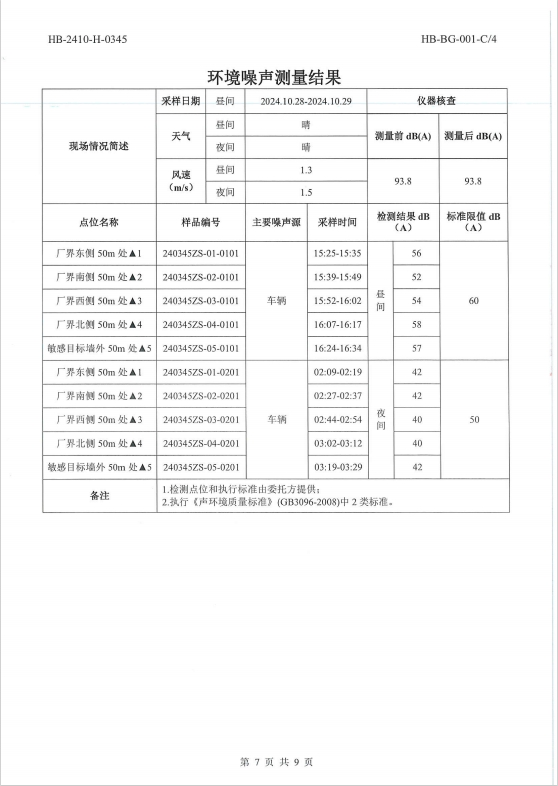 HB-2410-H-0345 HB-BG-001-C/4
环境噪声测量结果
现场情况简述 采样日期 昼间 2024.10.28-2024.10.29 仪器核查
天气 昼间 晴 测量前 dB(A) 测量后 dB(A)
夜间 晴
风速（m/s） 昼间 1.3 93.8 93.8
夜间 1.5
点位名称 样品编号 主要噪声源 采样时间 检测结果 dB（A） 标准限值 dB（A）
厂界东侧 50m 处▲1 240345ZS-01-0101 车辆 15:25-15:35 昼间 56 60
厂界南侧 50m 处▲2 240345ZS-02-0101 15:39-15:49 52
厂界西侧 50m 处▲3 240345ZS-03-0101 15:52-16:02 54
厂界北侧 50m 处▲4 240345ZS-04-0101 16:07-16:17 58
敏感目标墙外 50m 处▲5 240345ZS-05-0101 16:24-16:34 57
厂界东侧 50m 处▲1 240345ZS-01-0201 车辆 02:09-02:19 夜间 42 50
厂界南侧 50m 处▲2 240345ZS-02-0201 02:27-02:37 42
厂界西侧 50m 处▲3 240345ZS-03-0201 02:44-02:54 40
厂界北侧 50m 处▲4 240345ZS-04-0201 03:02-03:12 40
敏感目标墙外 50m 处▲5 240345ZS-05-0201 03:19-03:29 42
备注 1.检测点位和执行标准由委托方提供；
2.执行《声环境质量标准》(GB3096-2008)中 2 类标准。
第 7 页 共 9 页